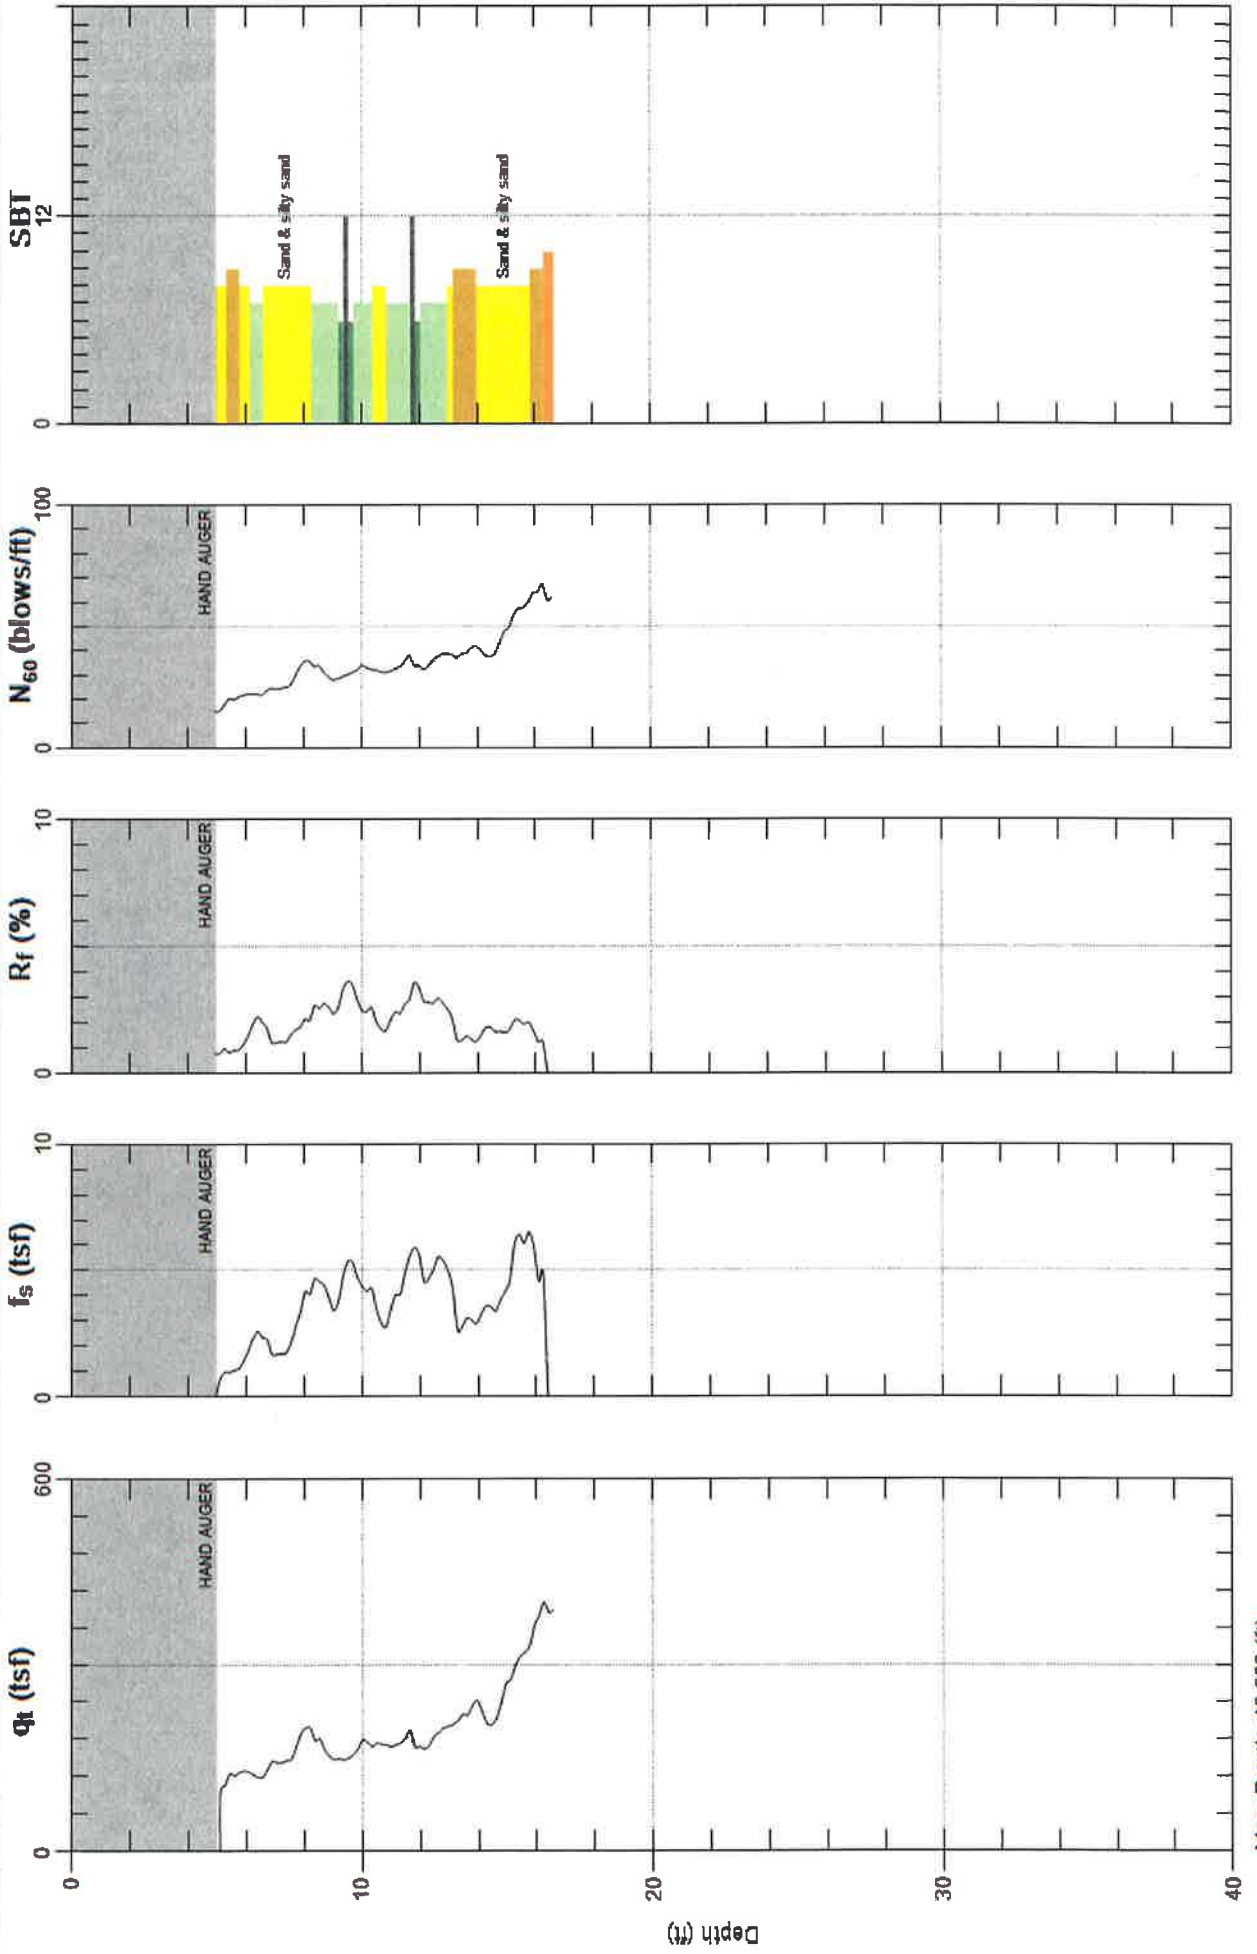 qt (tsf)
fs (tsf)
Rf (%)
N60 (blows/ft)
SBT
0
600
0
10
0
10
0
100
0
12
HAND AUGER
HAND AUGER
HAND AUGER
HAND AUGER
Sand & silty sand
Sand & silty sand
0
10
20
30
40
Depth (ft)